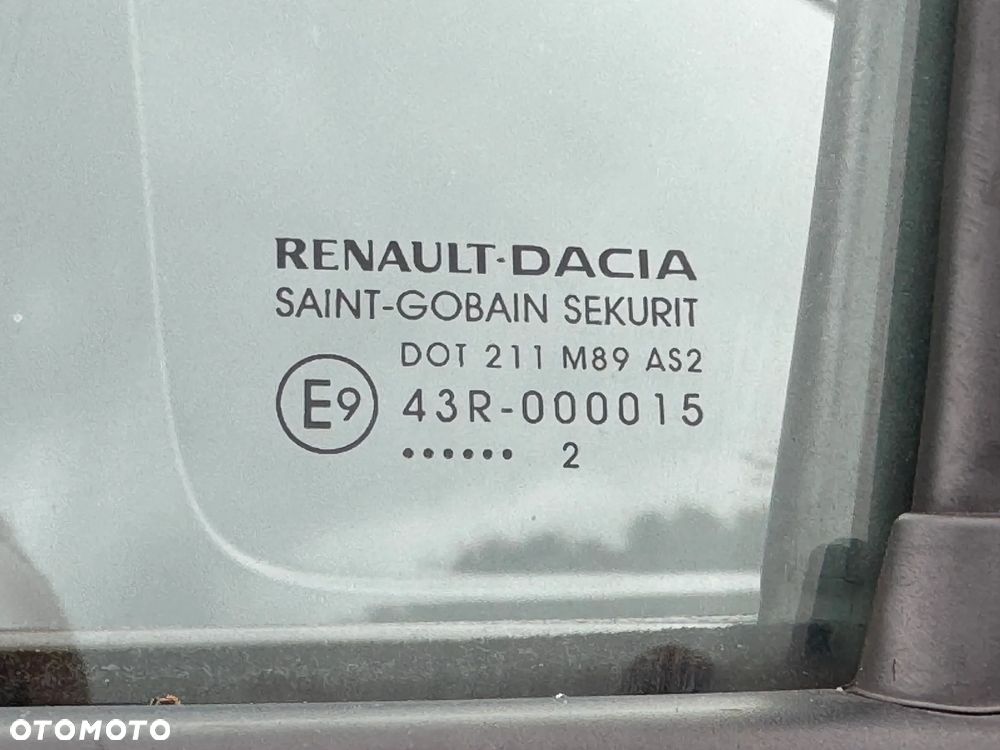 RENAULT·DACIA
SAINT-GOBAIN SEKURIT
DOT 211 M89 AS2
E9 43R-000015
•••••• 2
OTOMOTO